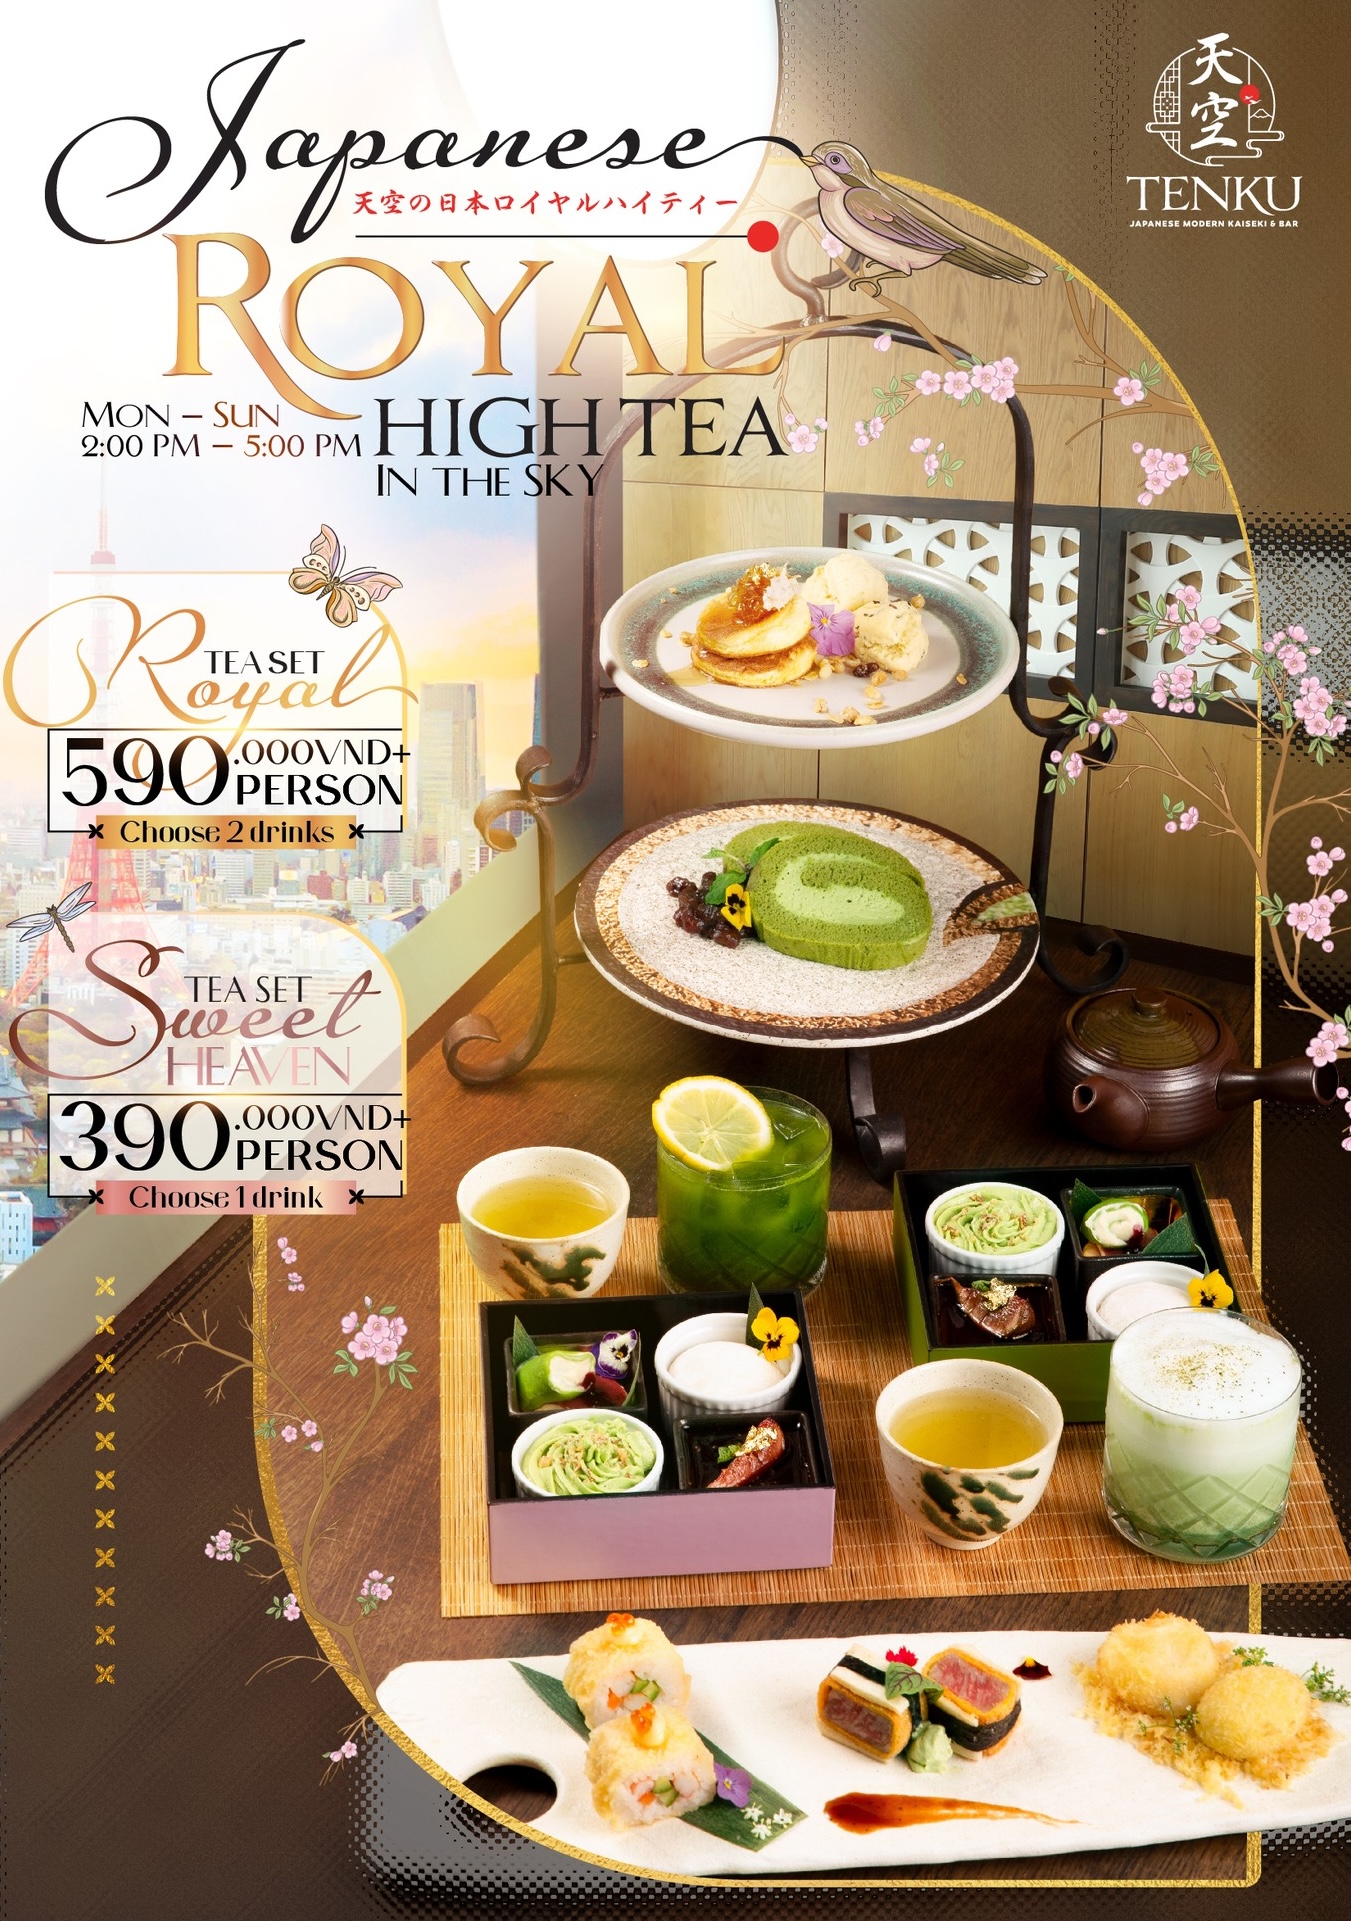 Japanese
天空の日本ロイヤルハイティー
ROYAL
MON – SUN
2:00 PM – 5:00 PM
HIGH TEA
IN THE SKY
天空
TENKU
JAPANESE MODERN KAISEKI & BAR
TEA SET
Royal
590.000VND+
PERSON
Choose 2 drinks
TEA SET
Sweet
HEAVEN
390.000VND+
PERSON
Choose 1 drink